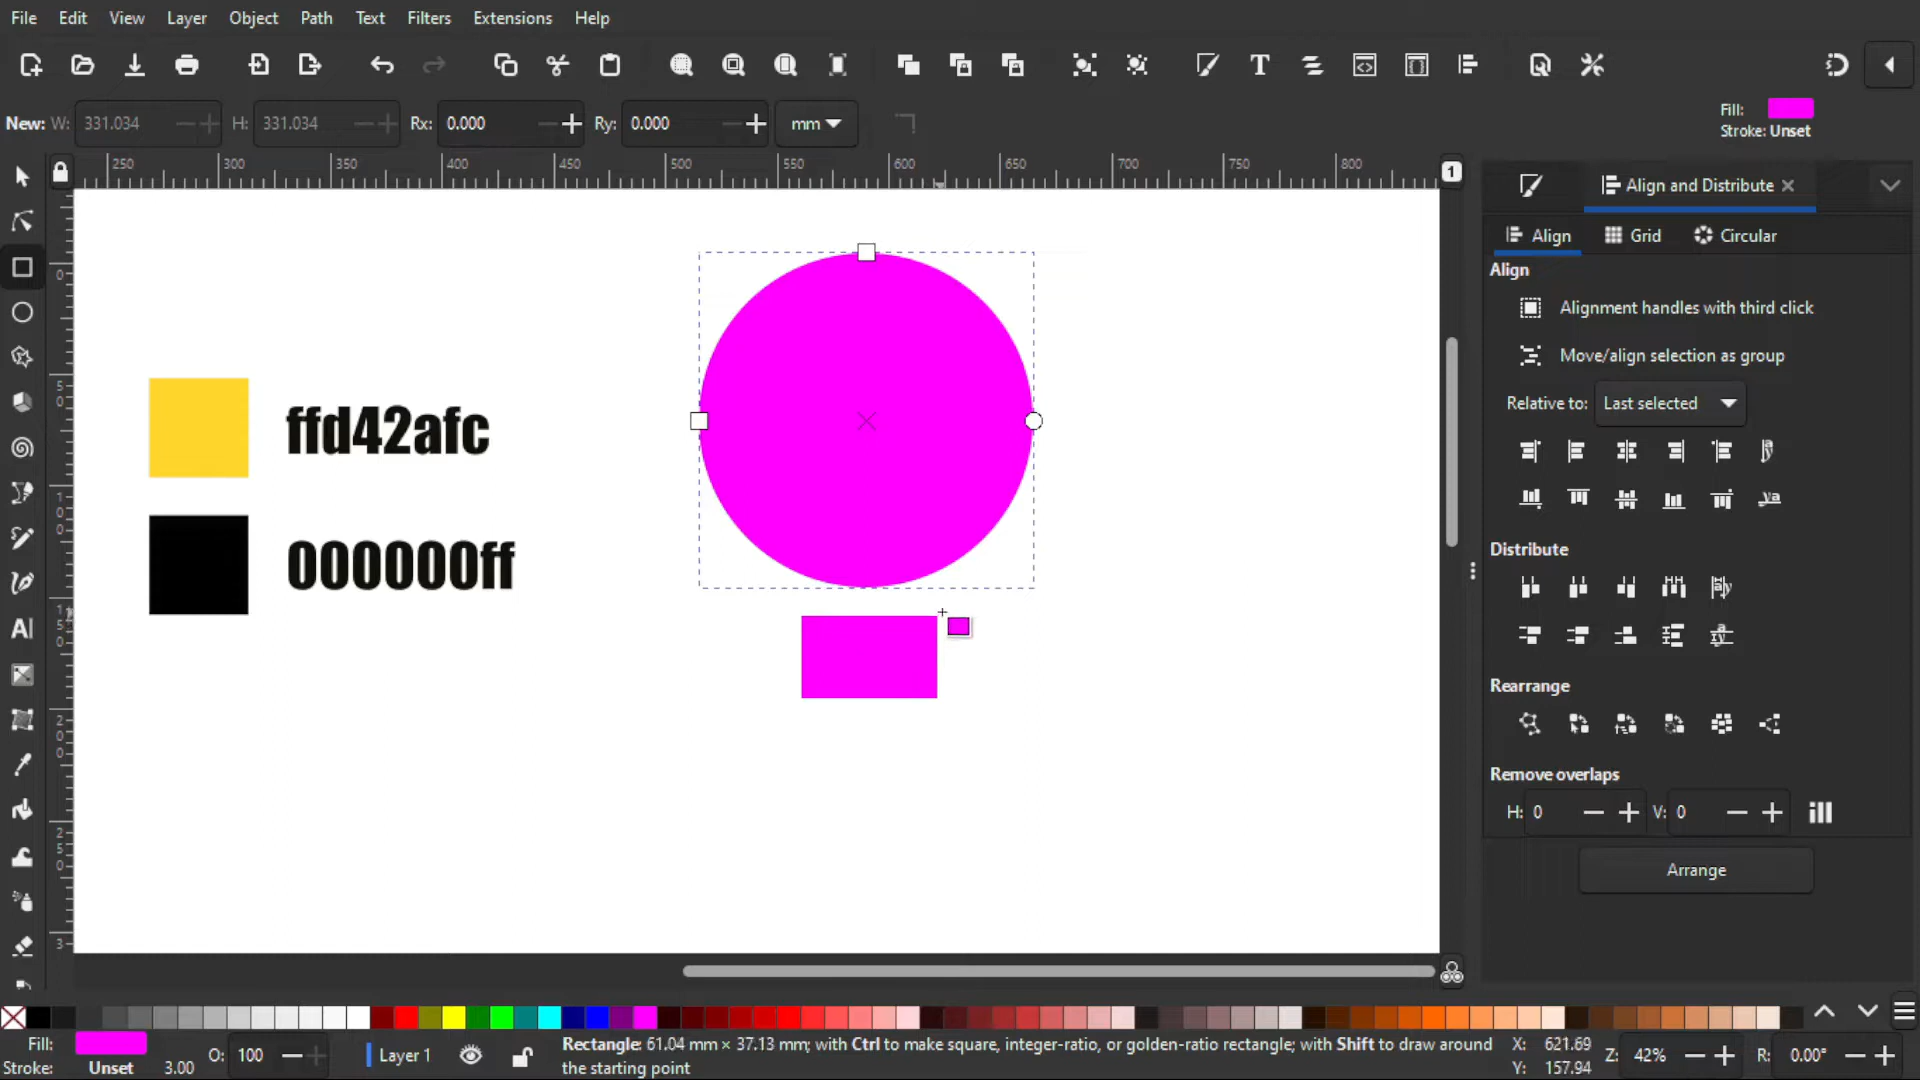 File Edit View Layer Object Path Text Filters Extensions Help
New: W: 331.034 H: 331.034 Rx: 0.000 Ry: 0.000 mm
Fill:
Stroke: Unset
250 300 350 400 450 500 550 600 650 700 750 800
1
Align and Distribute
Align Grid Circular
Align
Alignment handles with third click
Move/align selection as group
Relative to: Last selected
ffd42afc
000000ff
Distribute
Rearrange
Remove overlaps
H: 0 V: 0
Arrange
Fill:
Stroke: Unset 3.00
O: 100
Layer 1
Rectangle: 61.04 mm × 37.13 mm; with Ctrl to make square, integer-ratio, or golden-ratio rectangle; with Shift to draw around
the starting point
X: 621.69
Y: 157.94
Z: 42%
R: 0.00°